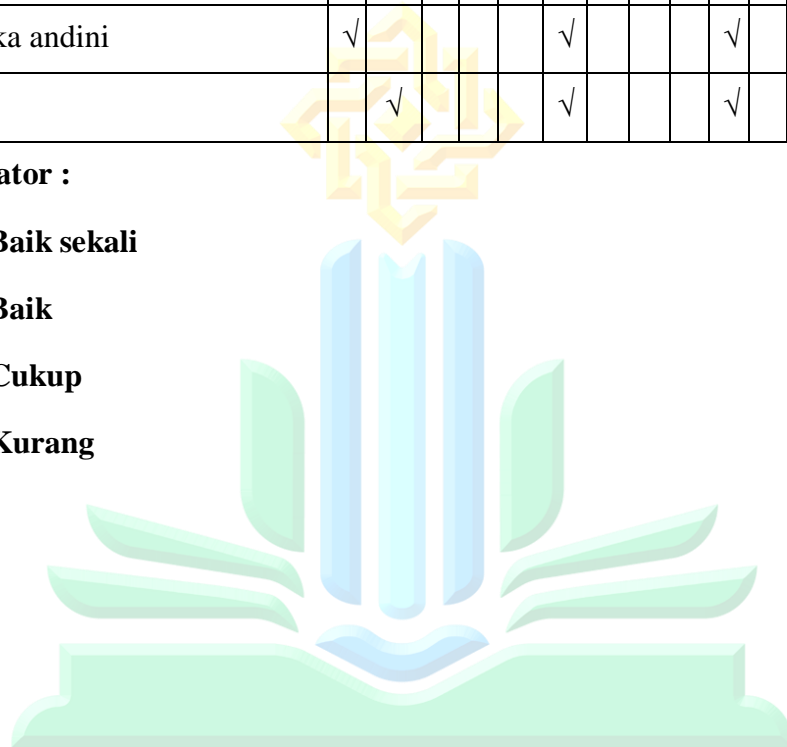 ka andini √ √ √
√ √ √
ator :
Baik sekali
Baik
Cukup
Kurang